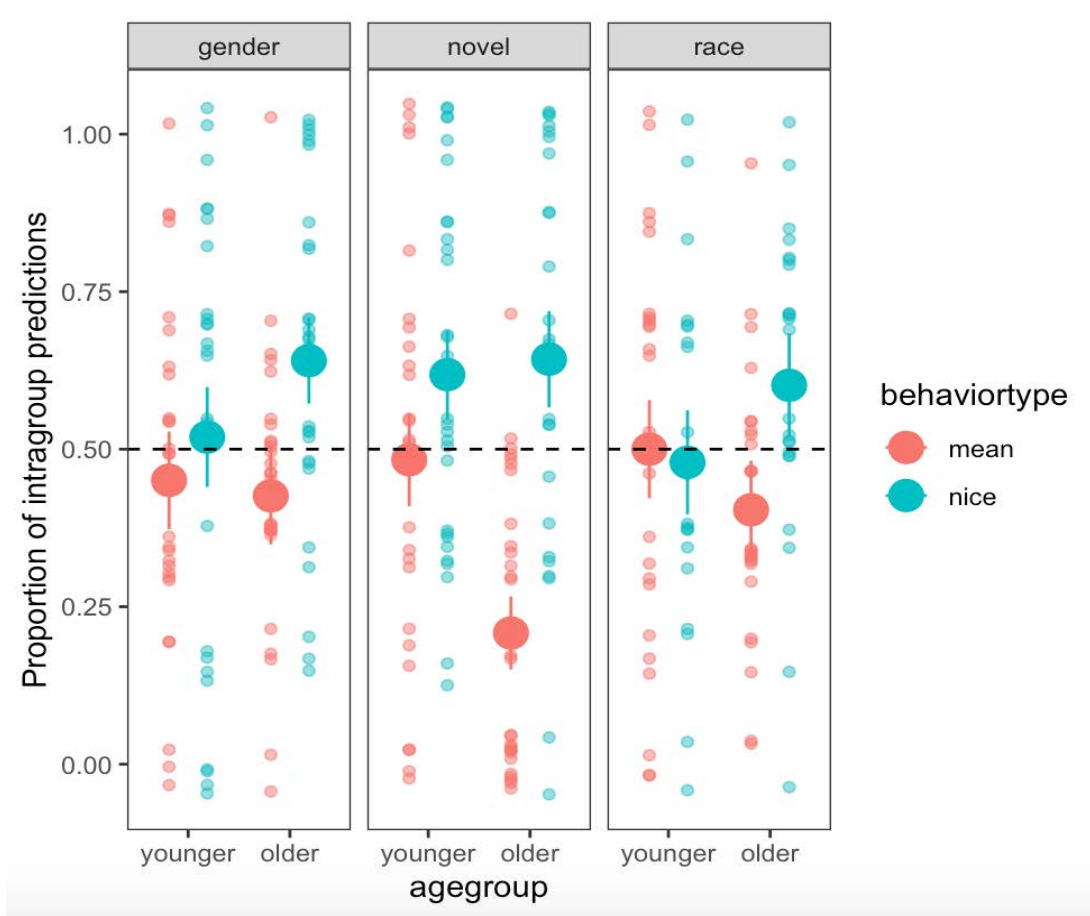 gender novel race
1.00
0.75
0.50
0.25
0.00
Proportion of intragroup predictions
younger older younger older younger older
agegroup
behaviortype
mean
nice